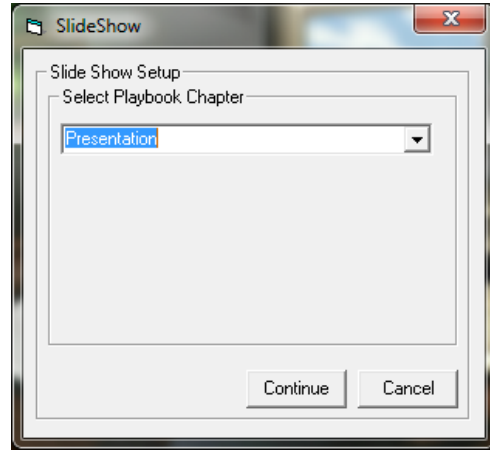 SlideShow
Slide Show Setup
Select Playbook Chapter
Presentation
Continue
Cancel